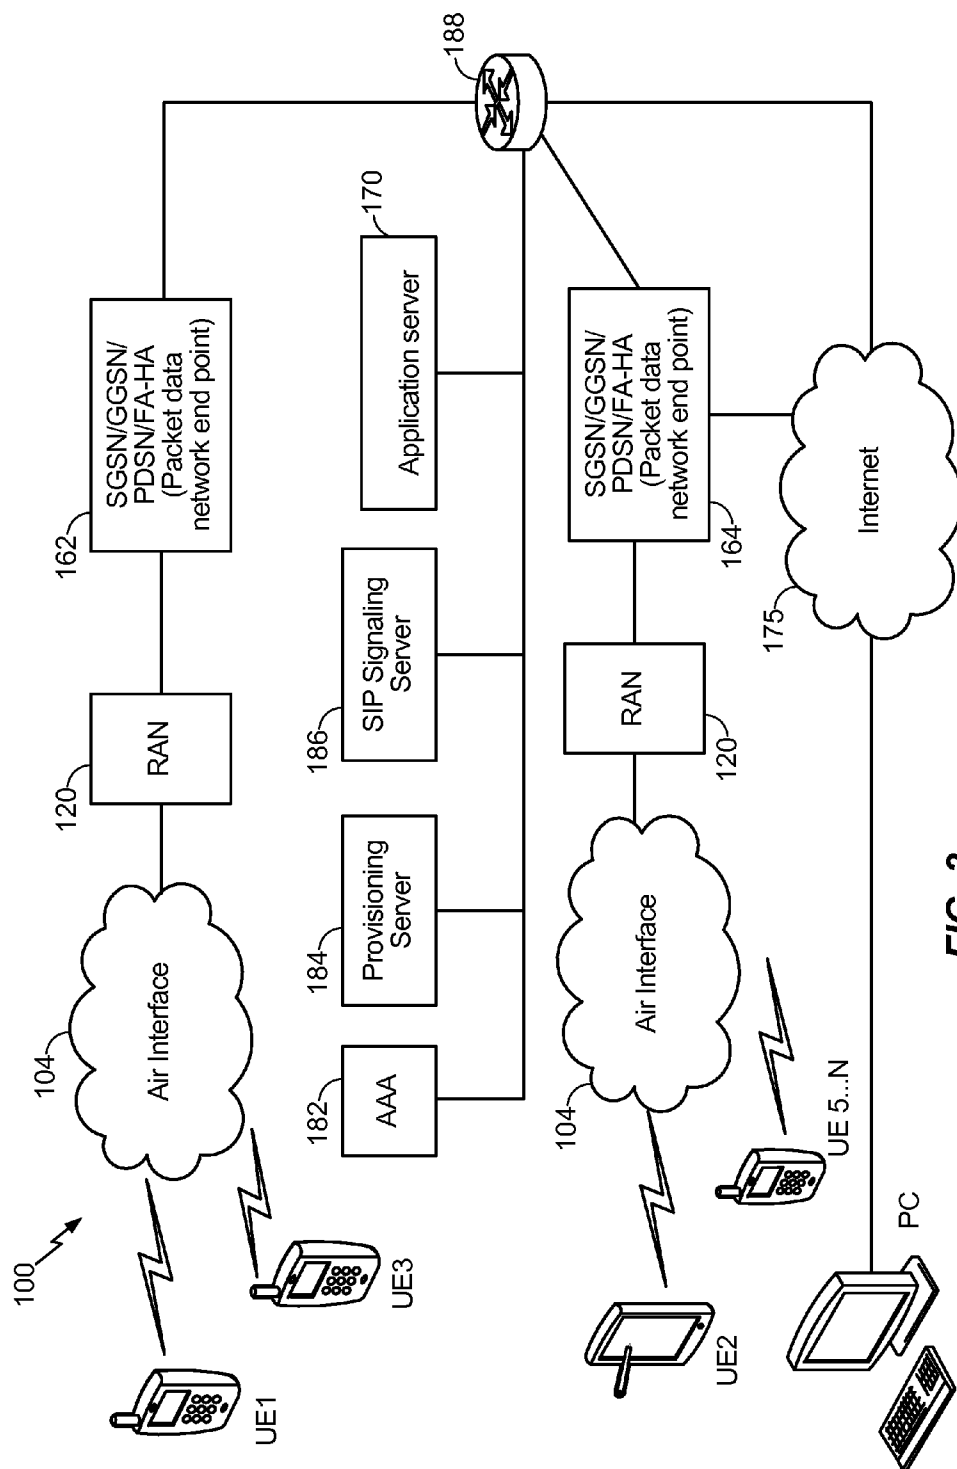 100
UE1
UE3
104
Air Interface
120
RAN
162
SGSN/GGSN/
PDSN/FA-HA
(Packet data
network end point)
182
AAA
184
Provisioning
Server
186
SIP Signaling
Server
170
Application server
188
UE2
UE 5...N
104
Air Interface
120
RAN
164
SGSN/GGSN/
PDSN/FA-HA
(Packet data
network end point)
PC
175
Internet